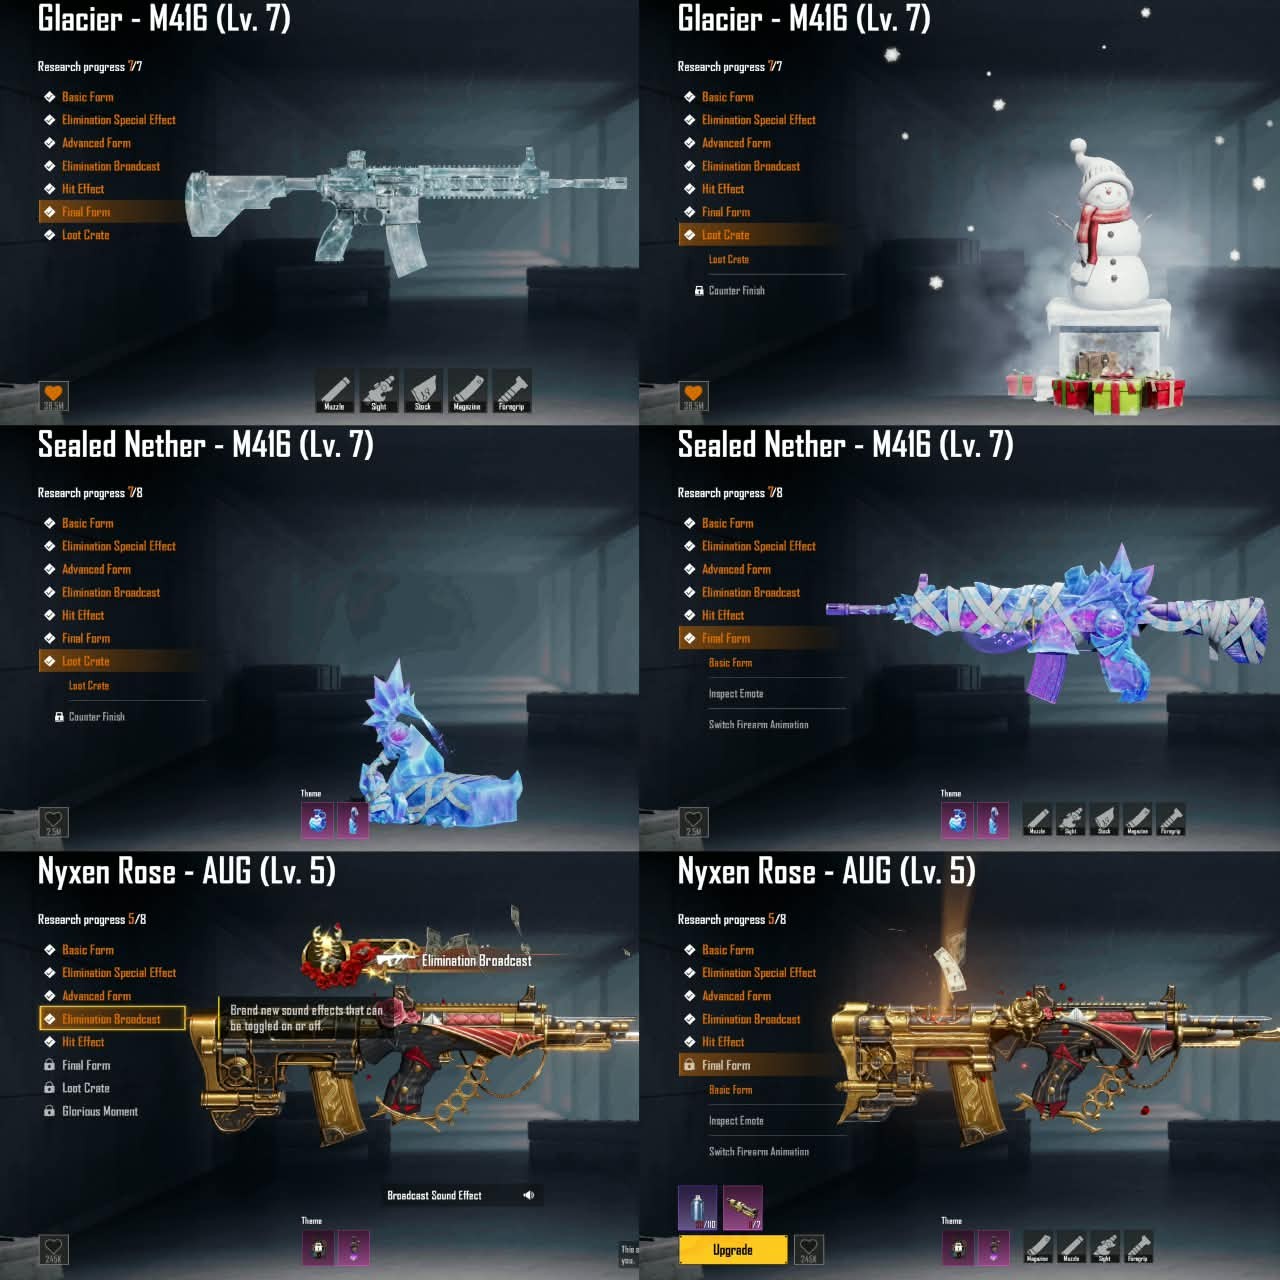 Glacier - M416 (Lv. 7)
Research progress 7/7
Basic Form
Elimination Special Effect
Advanced Form
Elimination Broadcast
Hit Effect
Final Form
Loot Crate
Muzzle
Sight
Stock
Magazine
Foregrip
Glacier - M416 (Lv. 7)
Research progress 7/7
Basic Form
Elimination Special Effect
Advanced Form
Elimination Broadcast
Hit Effect
Final Form
Loot Crate
Loot Crate
Counter Finish
Sealed Nether - M416 (Lv. 7)
Research progress 7/8
Basic Form
Elimination Special Effect
Advanced Form
Elimination Broadcast
Hit Effect
Final Form
Loot Crate
Loot Crate
Counter Finish
Theme
2.5M
Sealed Nether - M416 (Lv. 7)
Research progress 7/8
Basic Form
Elimination Special Effect
Advanced Form
Elimination Broadcast
Hit Effect
Final Form
Basic Form
Inspect Emote
Switch Firearm Animation
Theme
2.5M
Muzzle
Sight
Stock
Magazine
Foregrip
Nyxen Rose - AUG (Lv. 5)
Research progress 5/8
Basic Form
Elimination Special Effect
Advanced Form
Elimination Broadcast
Hit Effect
Final Form
Loot Crate
Glorious Moment
Elimination Broadcast
Brand new sound effects that can
be toggled on or off.
Broadcast Sound Effect
Theme
245K
This
you.
Nyxen Rose - AUG (Lv. 5)
Research progress 5/8
Basic Form
Elimination Special Effect
Advanced Form
Elimination Broadcast
Hit Effect
Final Form
Basic Form
Inspect Emote
Switch Firearm Animation
Upgrade
245K
Theme
Magazine
Muzzle
Sight
Foregrip